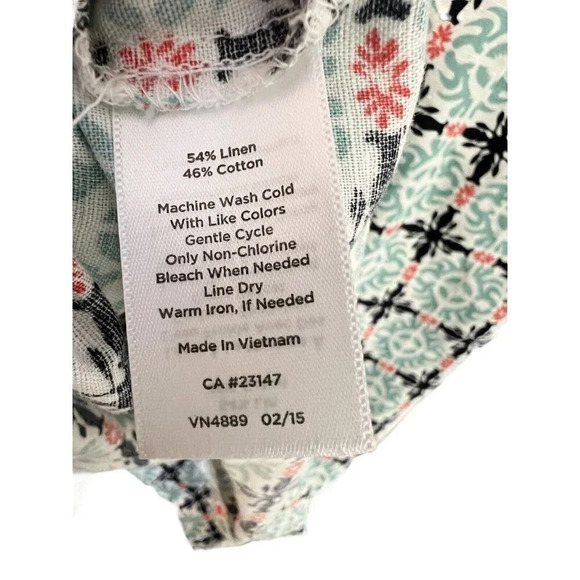 54% Linen
46% Cotton
Machine Wash Cold
With Like Colors
Gentle Cycle
Only Non-Chlorine
Bleach When Needed
Line Dry
Warm Iron, If Needed
Made In Vietnam
CA #23147
VN4889 02/15